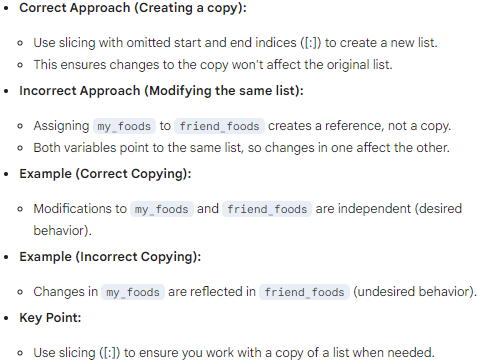 Correct Approach (Creating a copy):
Use slicing with omitted start and end indices ([:]) to create a new list.
This ensures changes to the copy won't affect the original list.
Incorrect Approach (Modifying the same list):
Assigning my_foods to friend_foods creates a reference, not a copy.
Both variables point to the same list, so changes in one affect the other.
Example (Correct Copying):
Modifications to my_foods and friend_foods are independent (desired
behavior).
Example (Incorrect Copying):
Changes in my_foods are reflected in friend_foods (undesired behavior).
Key Point:
Use slicing ([:]) to ensure you work with a copy of a list when needed.